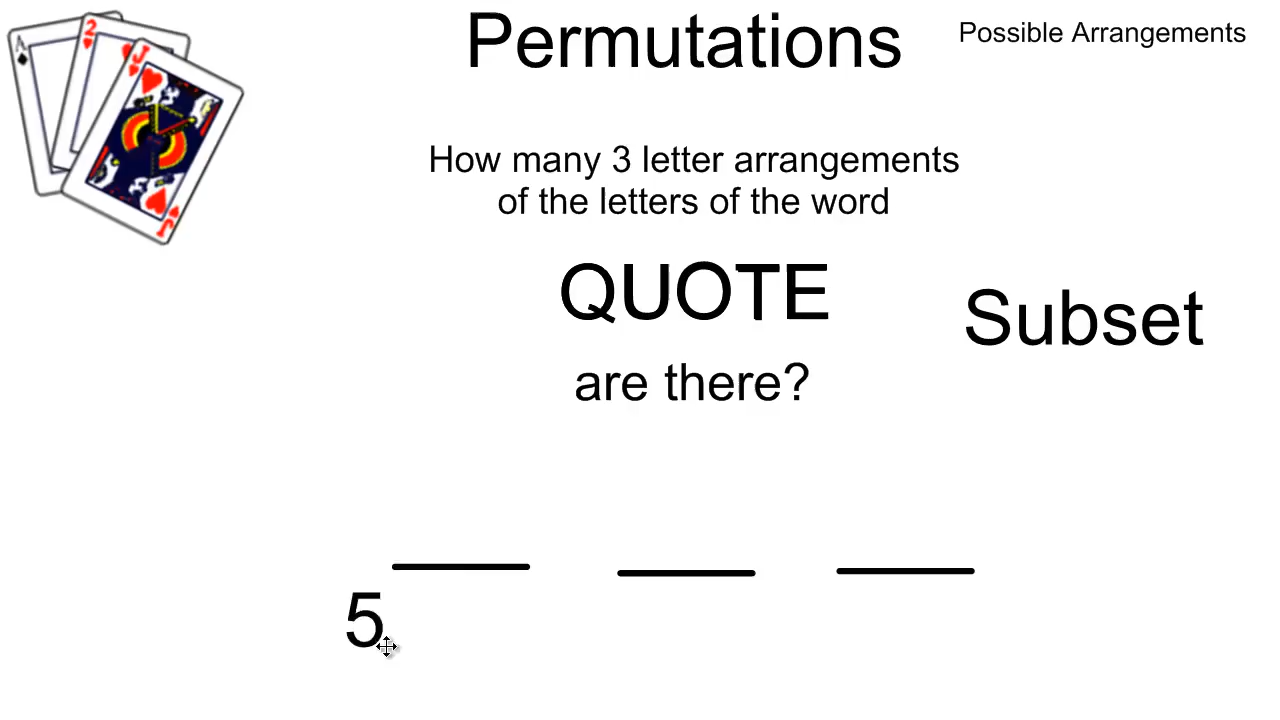 Permutations
Possible Arrangements
A
2
J
J
How many 3 letter arrangements
of the letters of the word
QUOTE
Subset
are there?
5